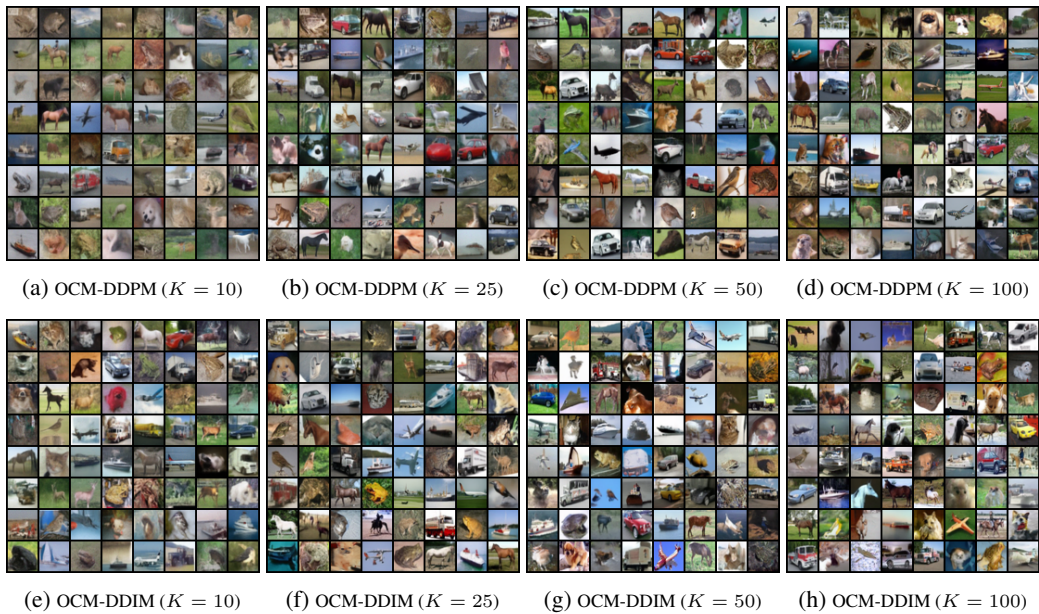 (a) OCM-DDPM (K = 10)
(b) OCM-DDPM (K = 25)
(c) OCM-DDPM (K = 50)
(d) OCM-DDPM (K = 100)
(e) OCM-DDIM (K = 10)
(f) OCM-DDIM (K = 25)
(g) OCM-DDIM (K = 50)
(h) OCM-DDIM (K = 100)